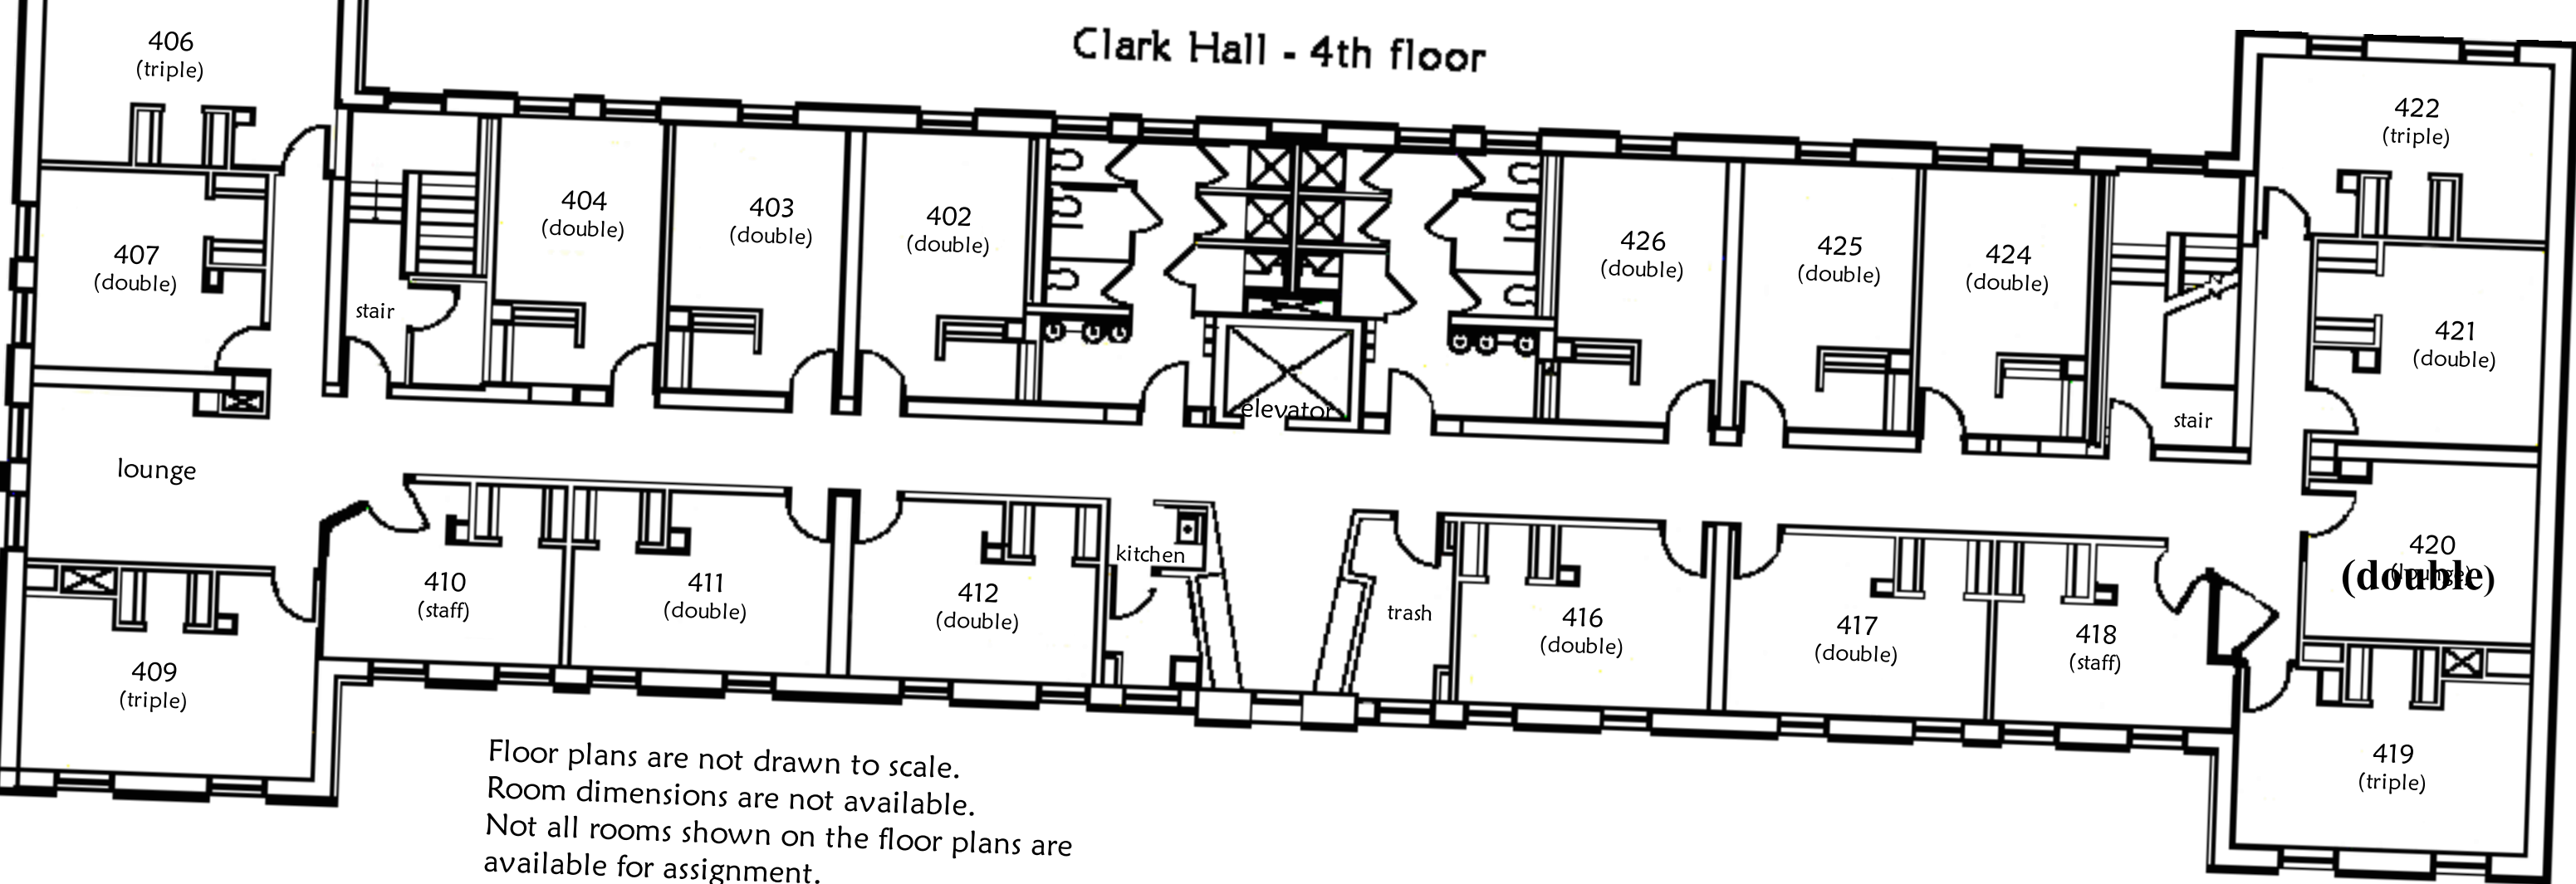 Clark Hall - 4th floor
406
(triple)
422
(triple)
404
(double)
403
(double)
402
(double)
426
(double)
425
(double)
424
(double)
407
(double)
stair
421
(double)
elevator
stair
lounge
420
(double)
kitchen
410
(staff)
411
(double)
412
(double)
trash
416
(double)
417
(double)
418
(staff)
409
(triple)
419
(triple)
Floor plans are not drawn to scale.
Room dimensions are not available.
Not all rooms shown on the floor plans are
available for assignment.